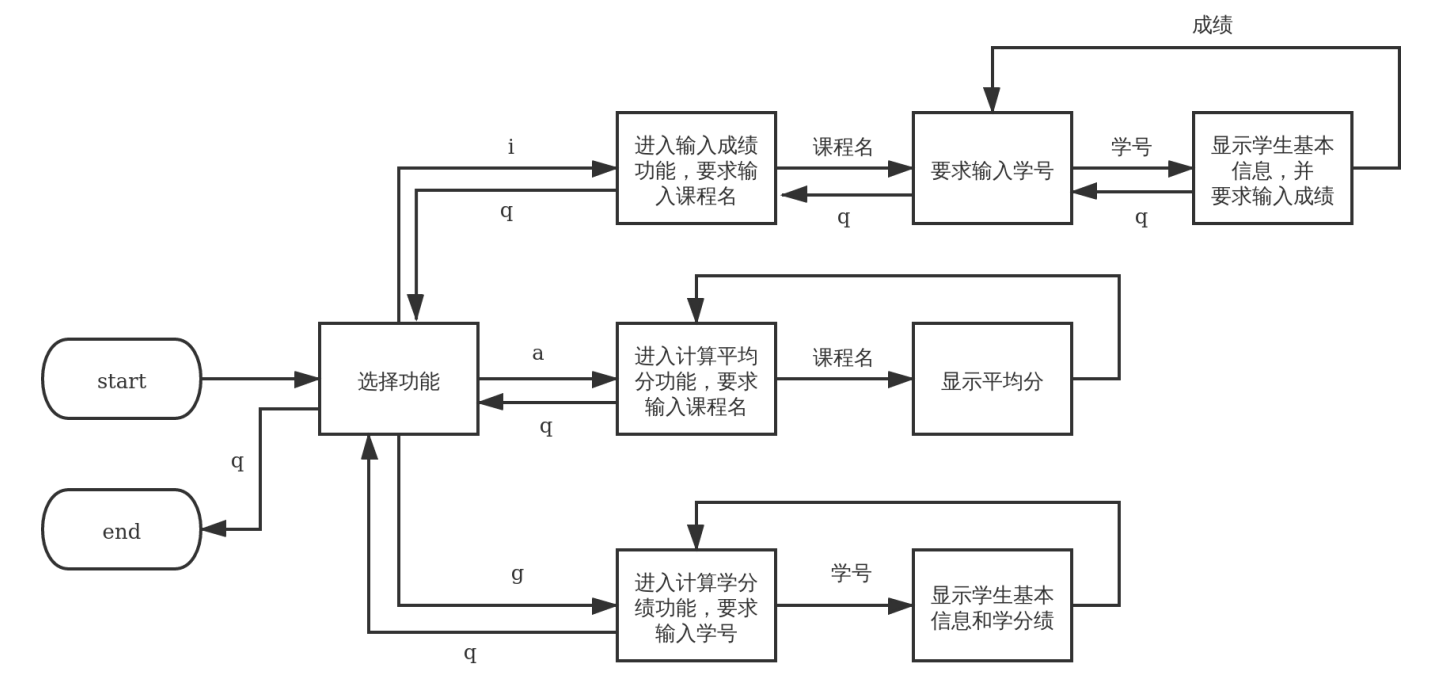 成绩
i
进入输入成绩
功能，要求输
入课程名
课程名
要求输入学号
学号
显示学生基本
信息，并
要求输入成绩
q
q
q
start
选择功能
a
进入计算平均
分功能，要求
输入课程名
课程名
显示平均分
q
q
end
g
进入计算学分
绩功能，要求
输入学号
学号
显示学生基本
信息和学分绩
q